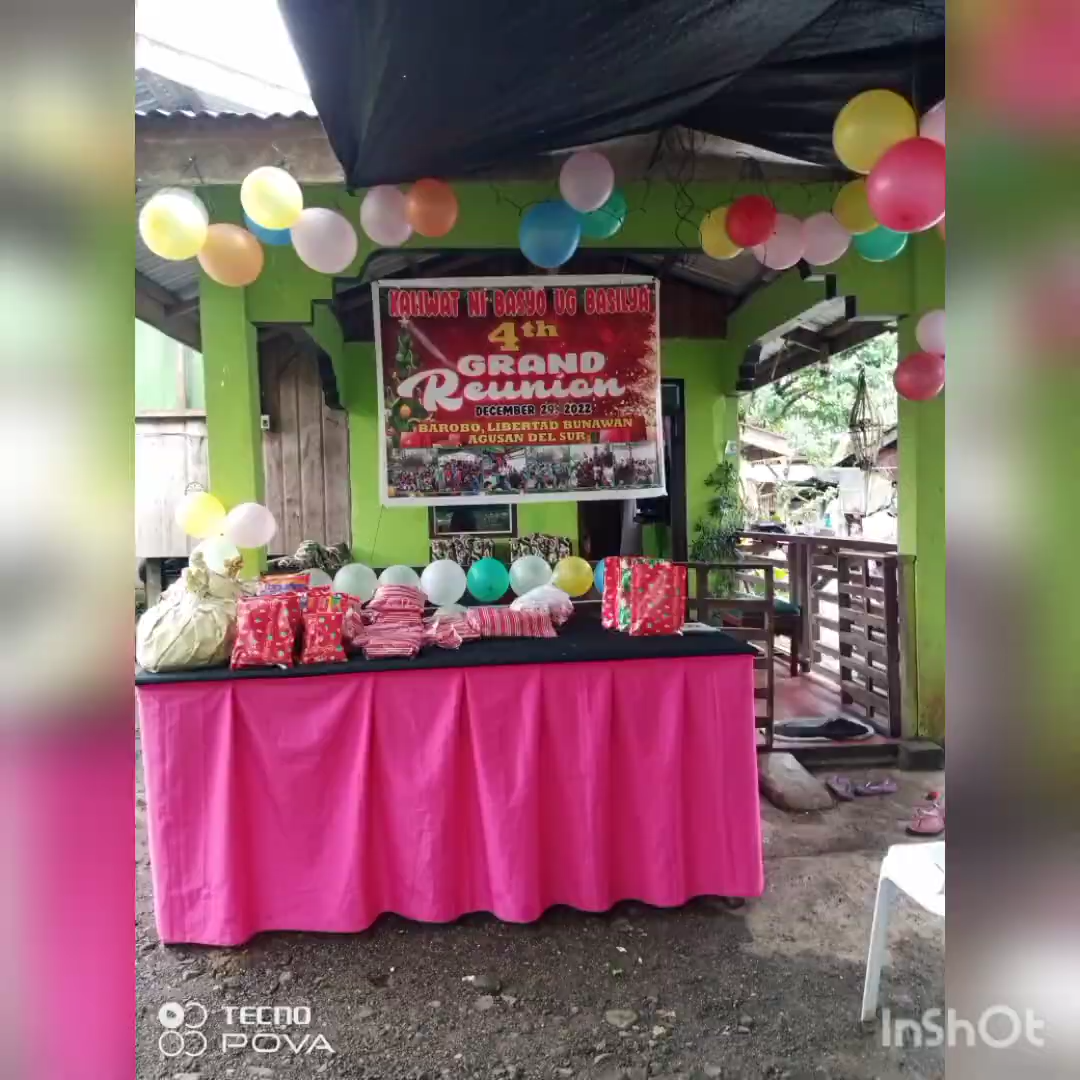 KALIWAT NI BASYO UG BASILYA
4th
GRAND
Reunion
DECEMBER 29, 2022
BAROBO, LIBERTAD BUNAWAN
AGUSAN DEL SUR
TECNO
POVA
InShOt